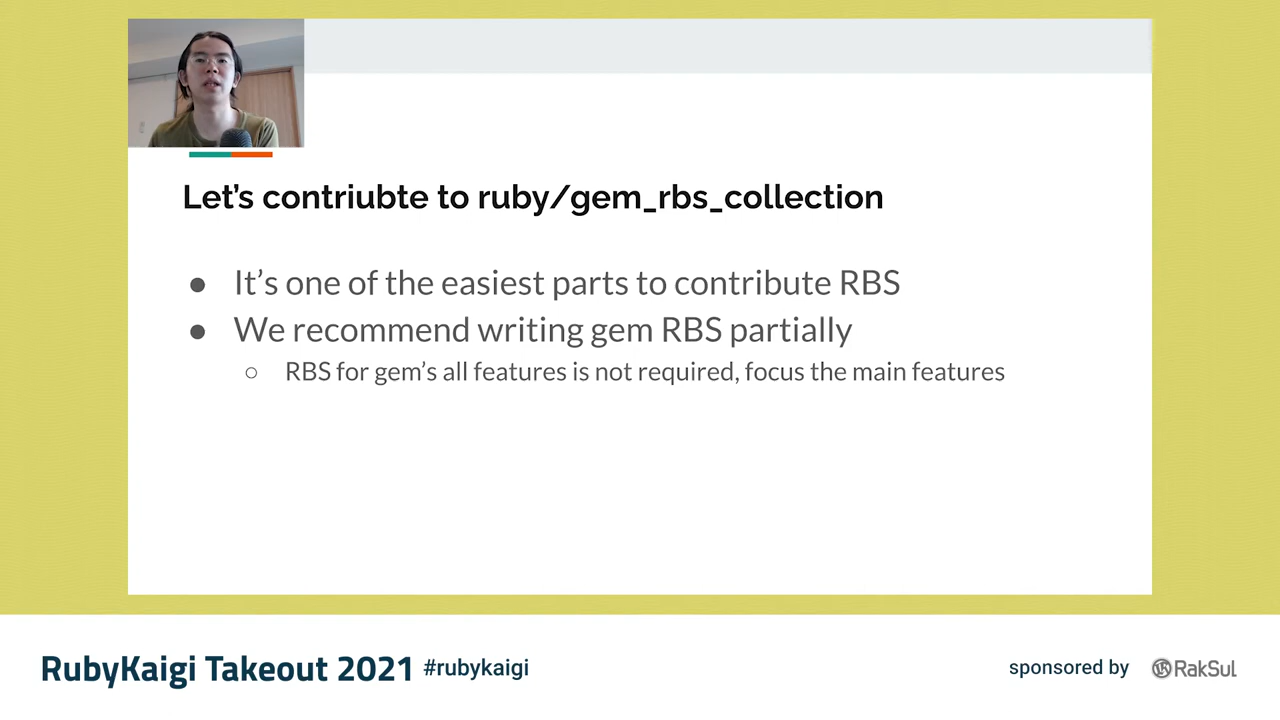 Let's contriubte to ruby/gem_rbs_collection
● It's one of the easiest parts to contribute RBS
● We recommend writing gem RBS partially
○ RBS for gem's all features is not required, focus the main features
RubyKaigi Takeout 2021 #rubykaigi
sponsored by RakSul